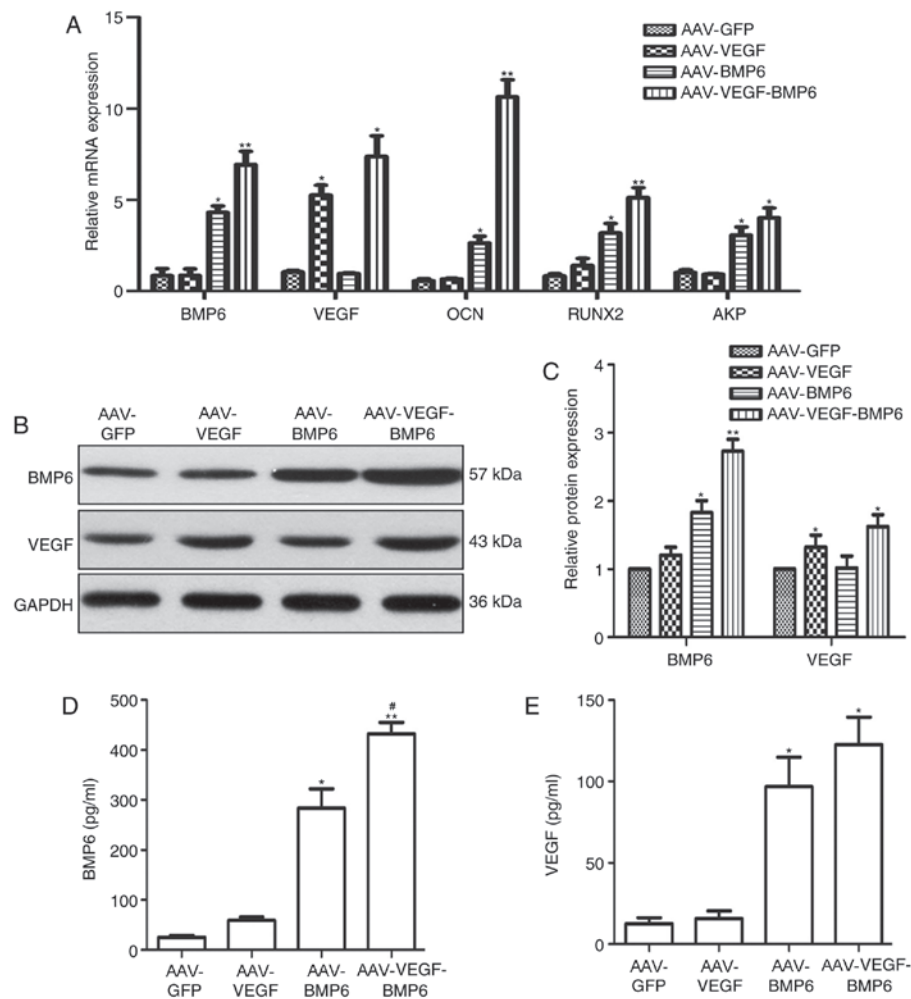 A
Relative mRNA expression
15
10
5
0
AAV-GFP
AAV-VEGF
AAV-BMP6
AAV-VEGF-BMP6
* ** * * * ** * ** * *
BMP6 VEGF OCN RUNX2 AKP
B
AAV-GFP
AAV-VEGF
AAV-BMP6
AAV-VEGF-BMP6
BMP6 57 kDa
VEGF 43 kDa
GAPDH 36 kDa
C
AAV-GFP
AAV-VEGF
AAV-BMP6
AAV-VEGF-BMP6
Relative protein expression
4
3
2
1
0
* ** * *
BMP6 VEGF
D
BMP6 (pg/ml)
500
400
300
200
100
0
* # **
AAV-GFP
AAV-VEGF
AAV-BMP6
AAV-VEGF-BMP6
E
VEGF (pg/ml)
150
100
50
0
* *
AAV-GFP
AAV-VEGF
AAV-BMP6
AAV-VEGF-BMP6